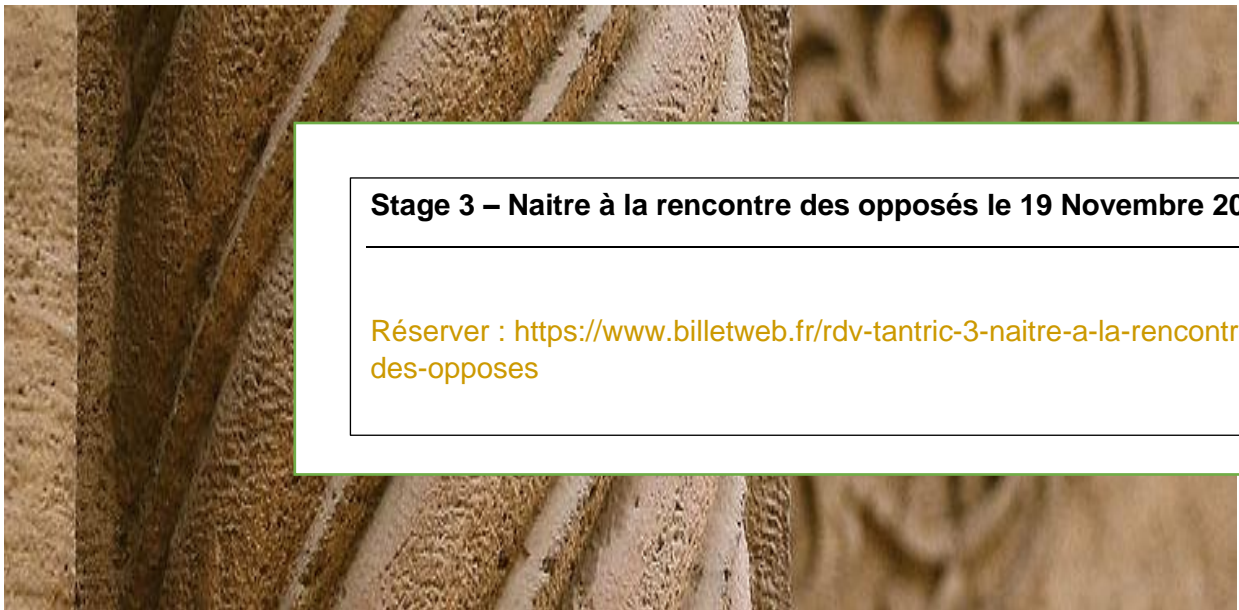 Stage 3 – Naitre à la rencontre des opposés le 19 Novembre 20
Réserver : https://www.billetweb.fr/rdv-tantric-3-naitre-a-la-rencontr
des-opposes